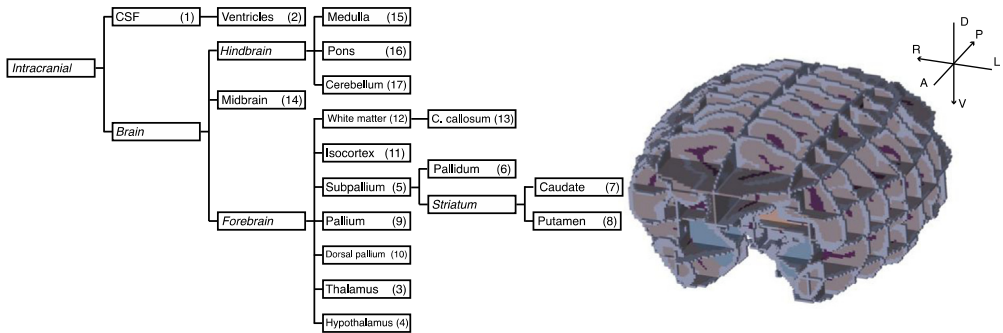 CSF (1)
Ventricles (2)
Medulla (15)
Hindbrain
Pons (16)
Intracranial
Cerebellum (17)
Midbrain (14)
Brain
White matter (12)
C. callosum (13)
Isocortex (11)
Pallidum (6)
Subpallium (5)
Caudate (7)
Striatum
Forebrain
Pallium (9)
Putamen (8)
Dorsal pallium (10)
Thalamus (3)
Hypothalamus (4)
D
P
R
L
A
V